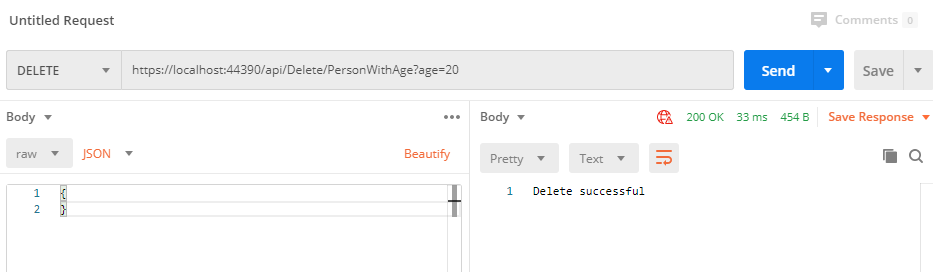 Untitled Request
Comments 0
DELETE https://localhost:44390/api/Delete/PersonWithAge?age=20 Send Save
Body
raw JSON Beautify
1 {
2 }
Body 200 OK 33 ms 454 B Save Response
Pretty Text
1 Delete successful